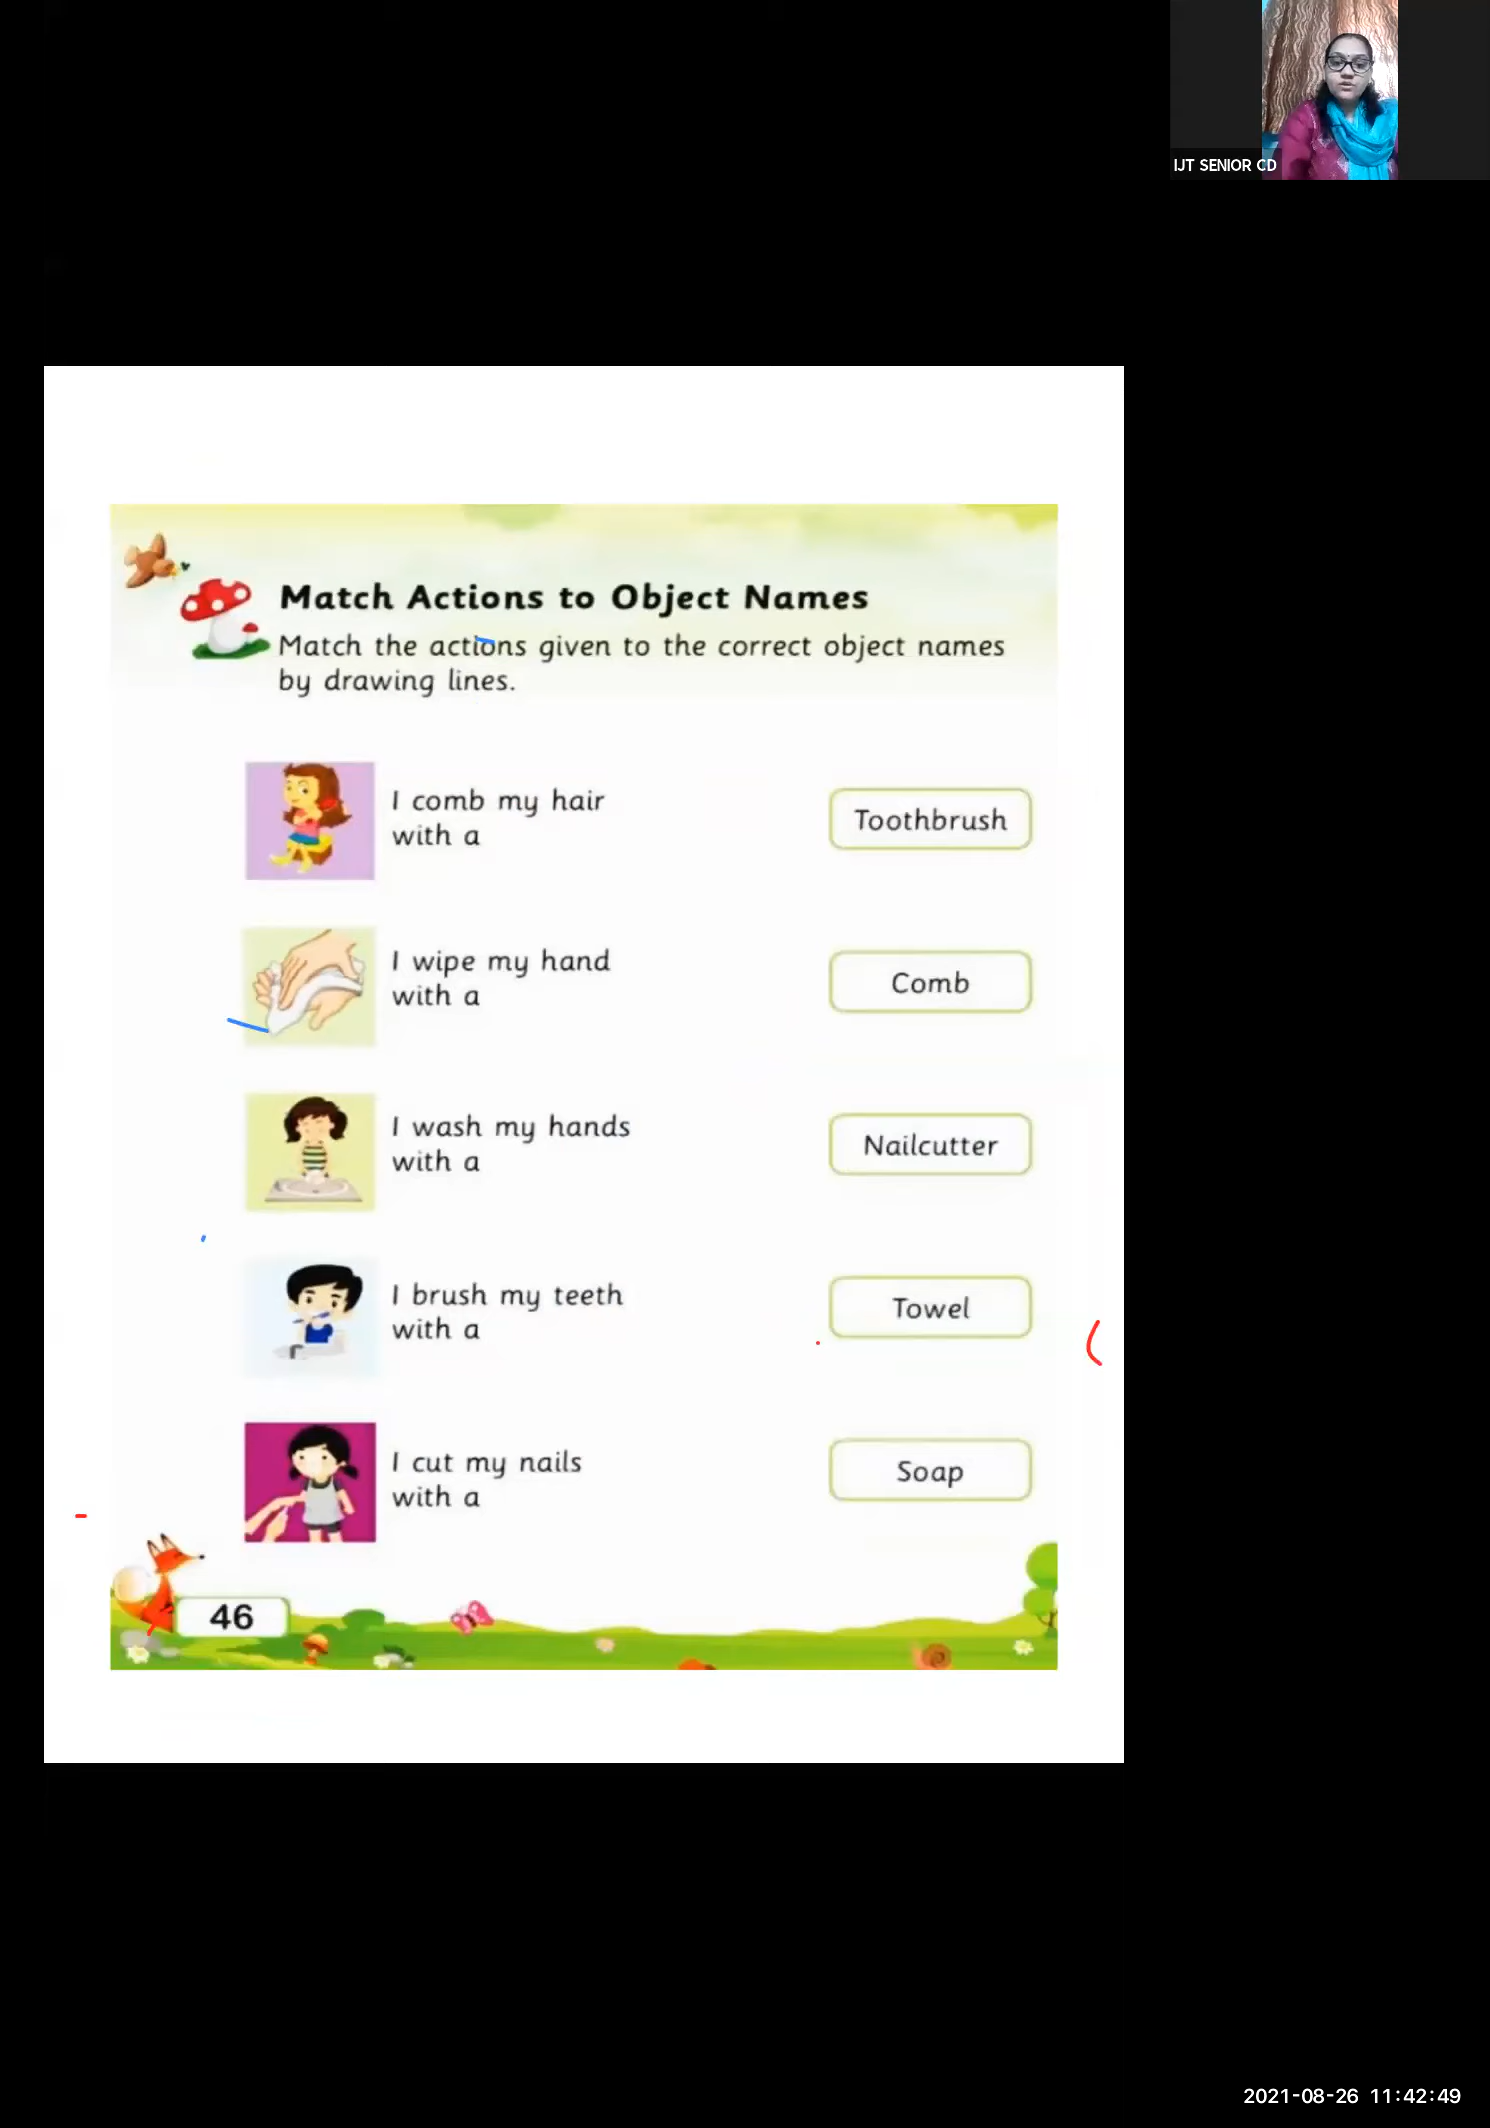 IJT SENIOR CD
Match Actions to Object Names
Match the actions given to the correct object names
by drawing lines.
I comb my hair
with a
Toothbrush
I wipe my hand
with a
Comb
I wash my hands
with a
Nailcutter
I brush my teeth
with a
Towel
I cut my nails
with a
Soap
46
2021-08-26 11:42:49